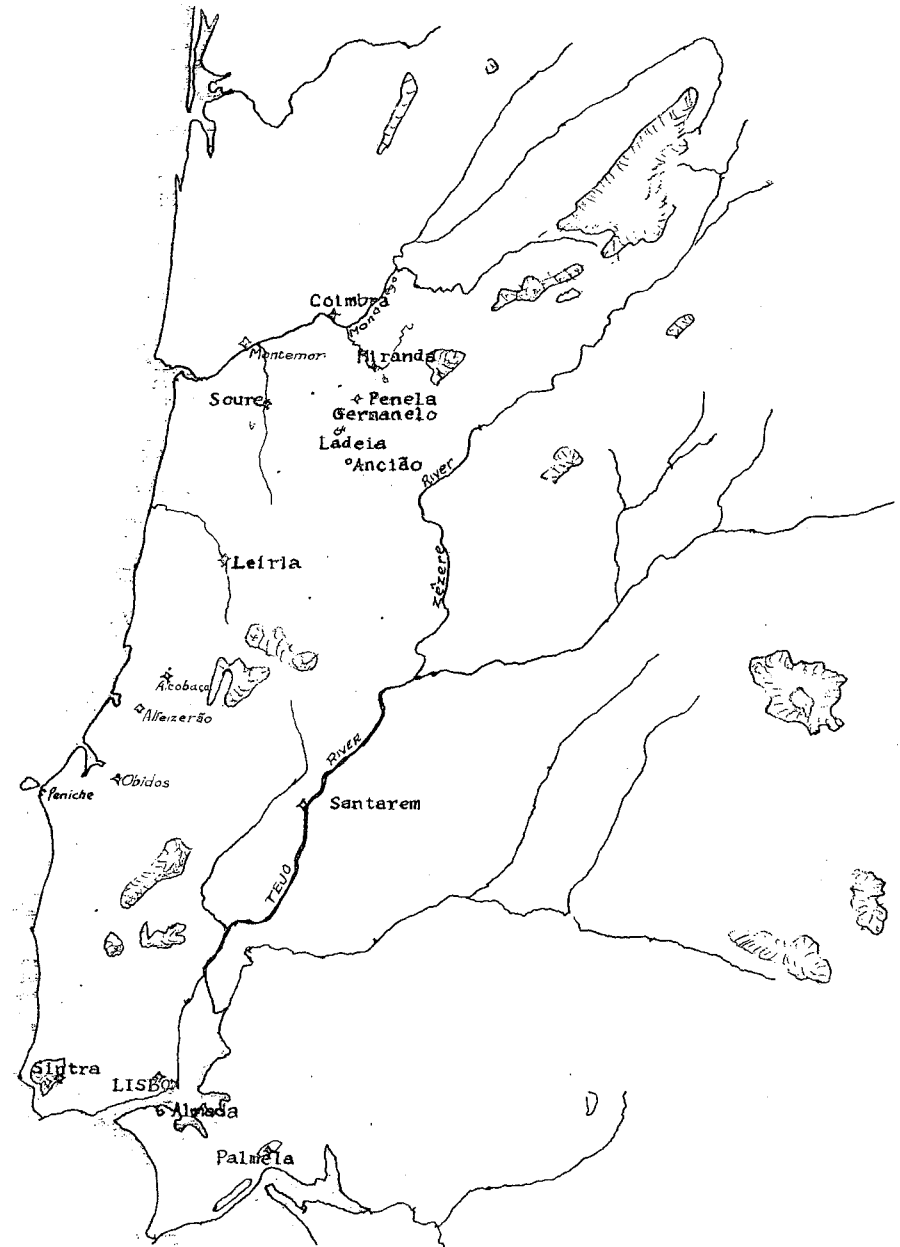 Coimbra
Mondego
Montemor
Miranda
Soure
Penela
Germanelo
Ladeia
Ancião
River
Zêzere
Leiria
Alcobaça
Alfeizerão
RIVER
Obidos
Peniche
Santarem
TEJO
Sintra
LISBO
Almada
Palmela